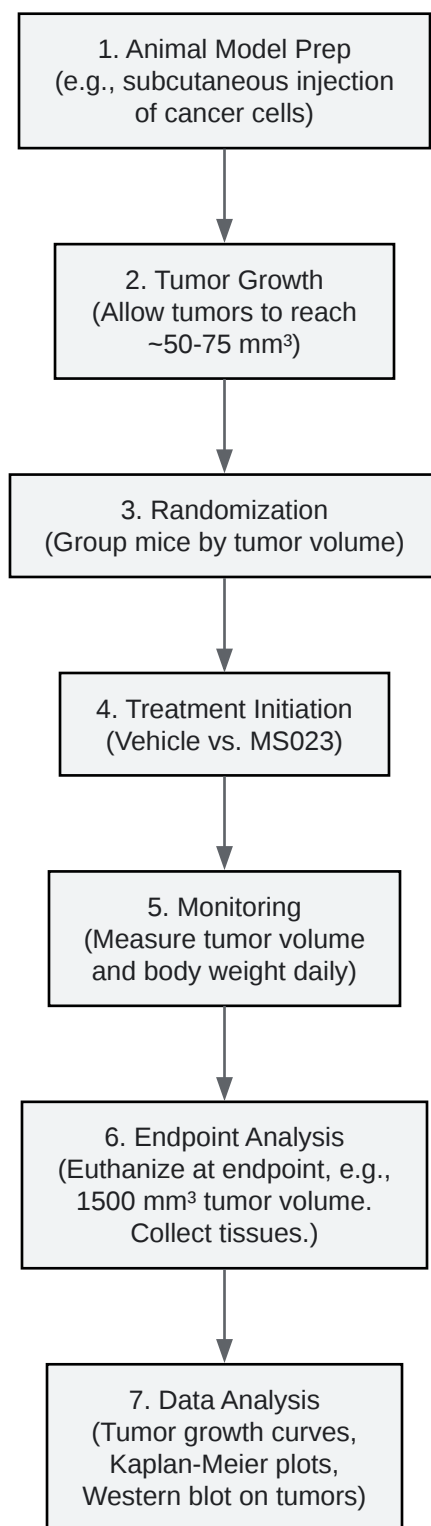 1. Animal Model Prep
(e.g., subcutaneous injection
of cancer cells)
2. Tumor Growth
(Allow tumors to reach
~50-75 mm³)
3. Randomization
(Group mice by tumor volume)
4. Treatment Initiation
(Vehicle vs. MS023)
5. Monitoring
(Measure tumor volume
and body weight daily)
6. Endpoint Analysis
(Euthanize at endpoint, e.g.,
1500 mm³ tumor volume.
Collect tissues.)
7. Data Analysis
(Tumor growth curves,
Kaplan-Meier plots,
Western blot on tumors)